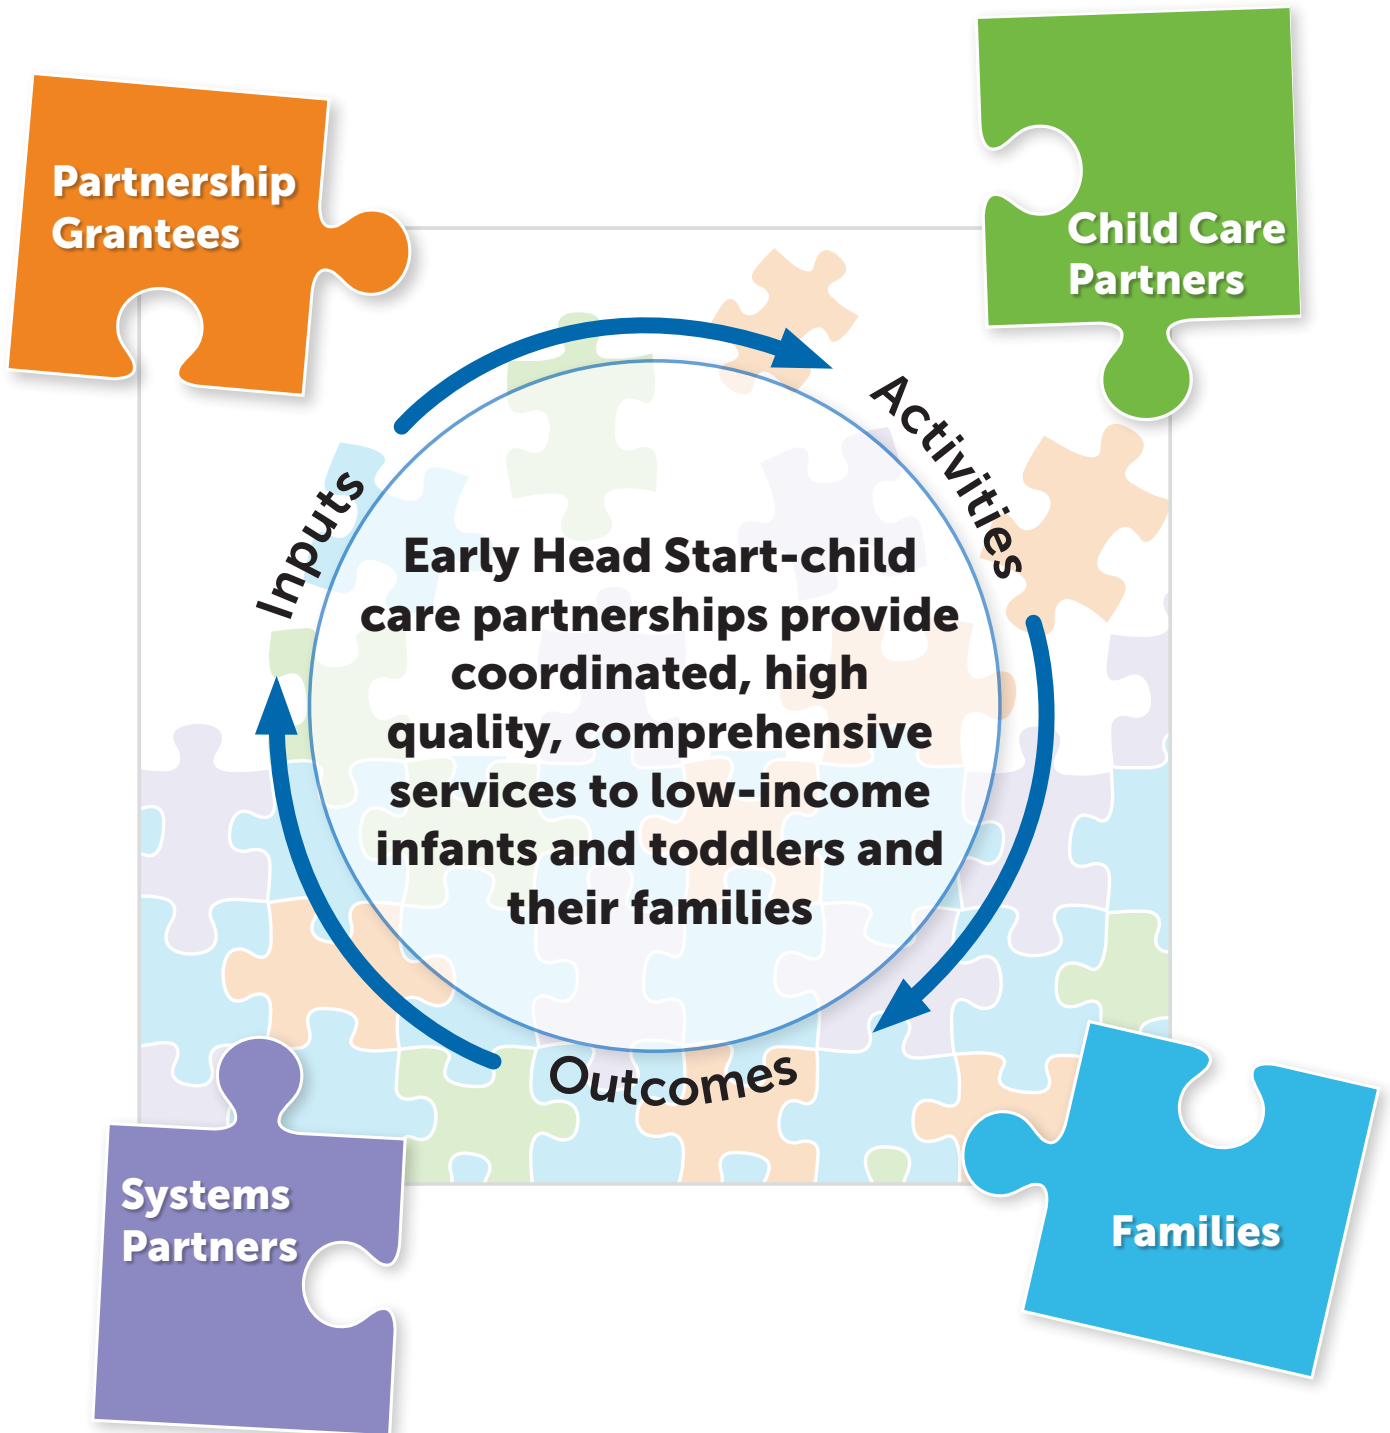 Partnership
Grantees
Child Care
Partners
Inputs
Activities
Early Head Start-child
care partnerships provide
coordinated, high
quality, comprehensive
services to low-income
infants and toddlers and
their families
Outcomes
Systems
Partners
Families